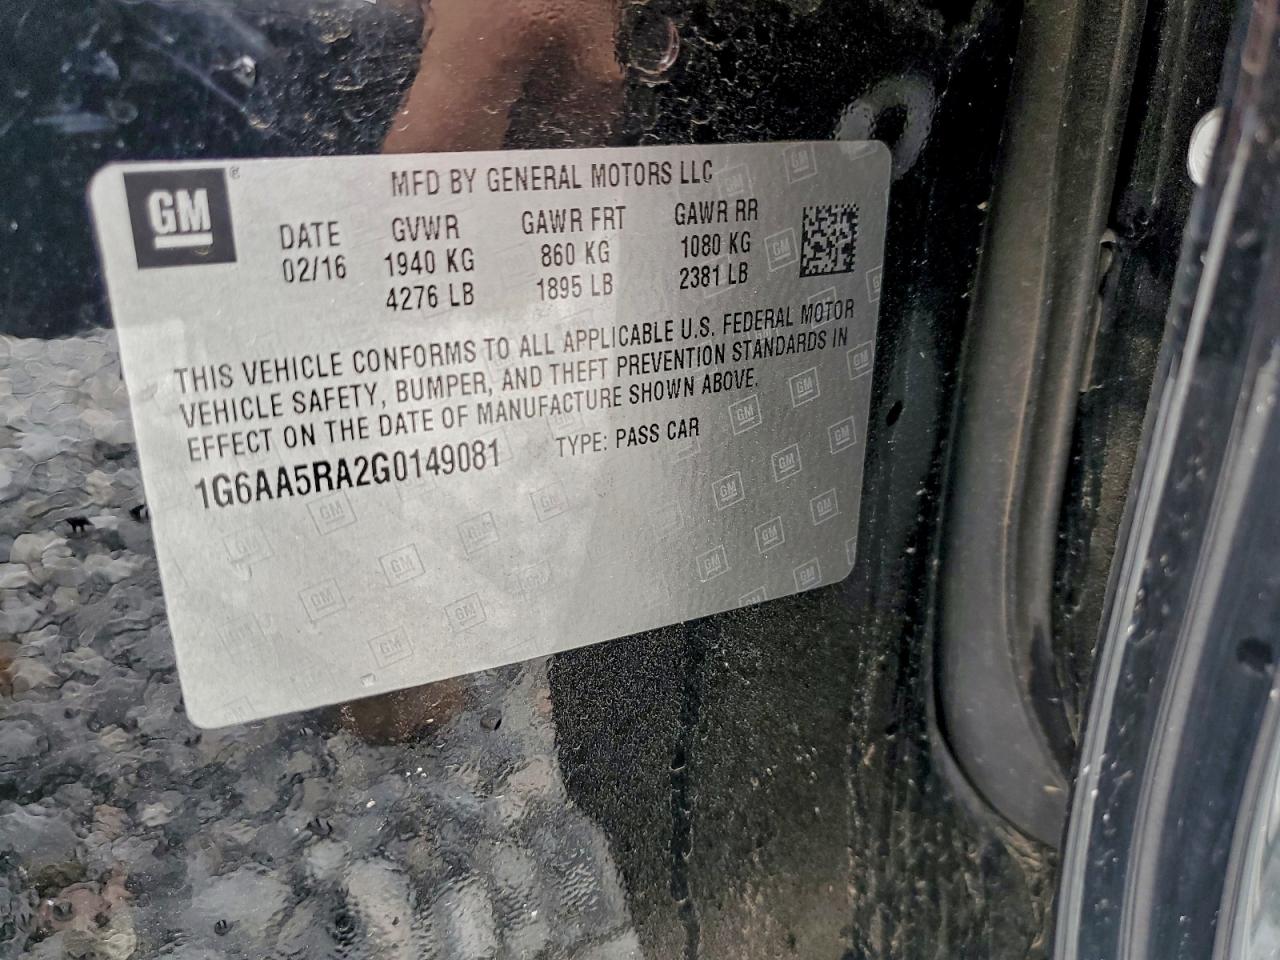 GM ®
MFD BY GENERAL MOTORS LLC
DATE GVWR GAWR FRT GAWR RR
02/16 1940 KG 860 KG 1080 KG
4276 LB 1895 LB 2381 LB
THIS VEHICLE CONFORMS TO ALL APPLICABLE U.S. FEDERAL MOTOR
VEHICLE SAFETY, BUMPER, AND THEFT PREVENTION STANDARDS IN
EFFECT ON THE DATE OF MANUFACTURE SHOWN ABOVE.
1G6AA5RA2G0149081 TYPE: PASS CAR